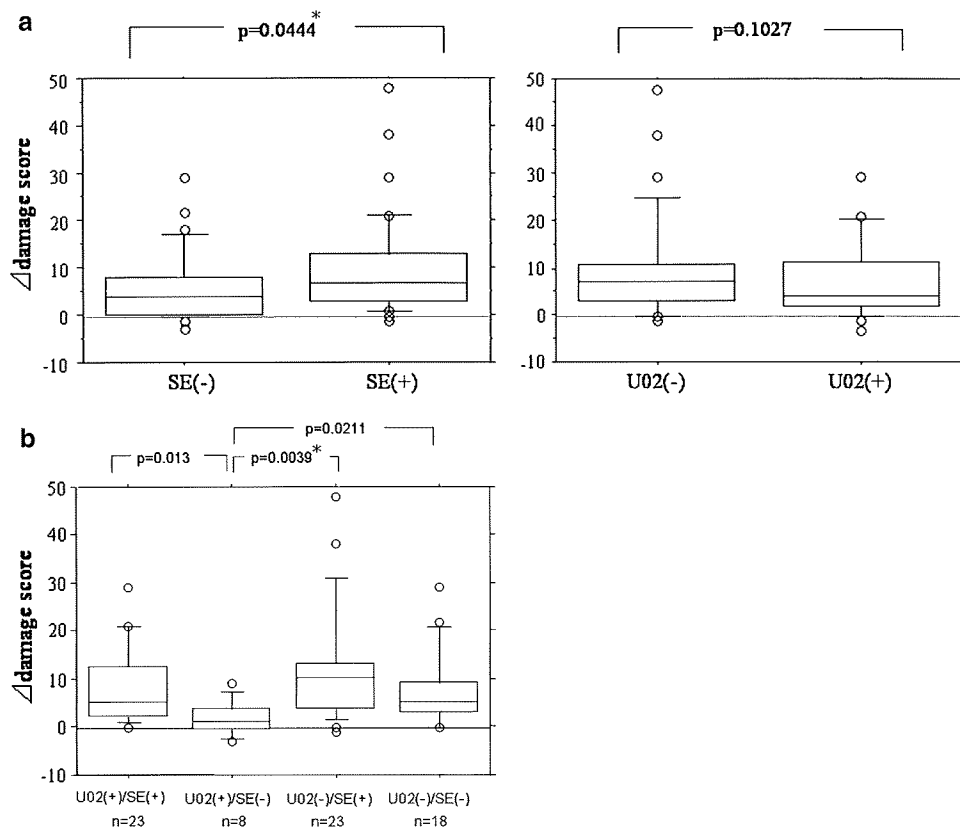 a
p=0.0444*
p=0.1027
⊿damage score
50
40
30
20
10
0
-10
SE(-) SE(+)
50
40
30
20
10
0
-10
U02(-) U02(+)
b
p=0.0211
p=0.013 p=0.0039*
⊿damage score
50
40
30
20
10
0
-10
U02(+)/SE(+) U02(+)/SE(-) U02(-)/SE(+) U02(-)/SE(-)
n=23 n=8 n=23 n=18